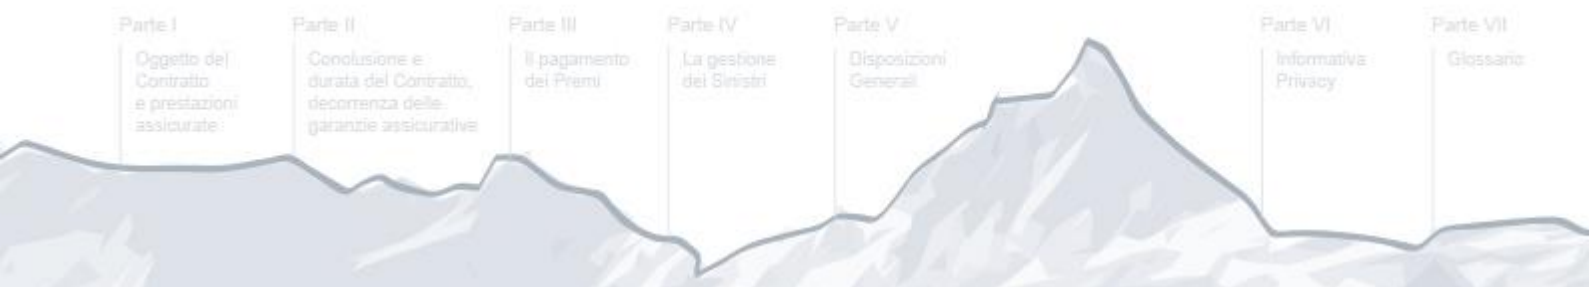 Parte I
Oggetto del
Contratto
e prestazioni
assicurate
Parte II
Conclusione e
durata del Contratto,
decorrenza delle
garanzie assicurative
Parte III
Il pagamento
dei Premi
Parte IV
La gestione
dei Sinistri
Parte V
Disposizioni
Generali
Parte VI
Informativa
Privacy
Parte VII
Glossario